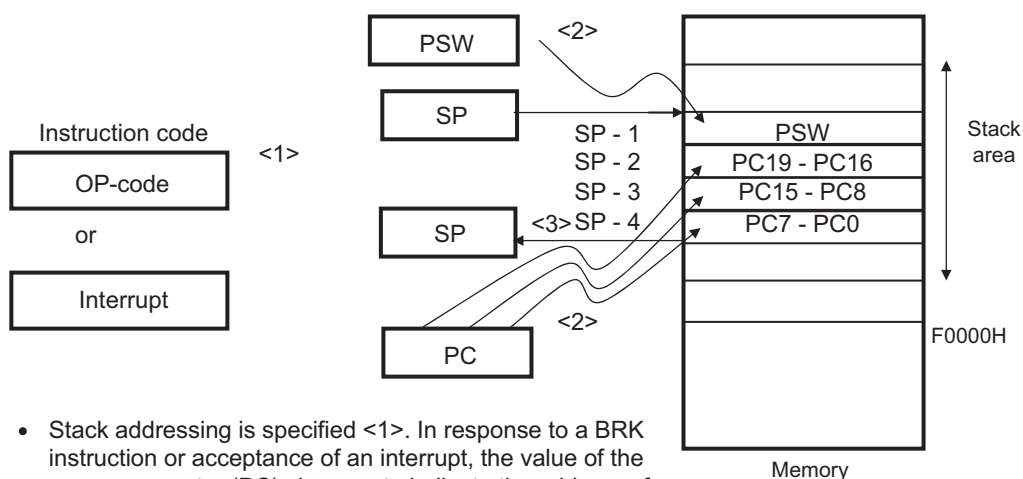 PSW
<2>
SP
Instruction code
<1>
OP-code
or
Interrupt
SP - 1
SP - 2
SP - 3
<3> SP - 4
SP
PSW
PC19 - PC16
PC15 - PC8
PC7 - PC0
Stack
area
<2>
PC
F0000H
Memory
• Stack addressing is specified <1>. In response to a BRK
instruction or acceptance of an interrupt, the value of the